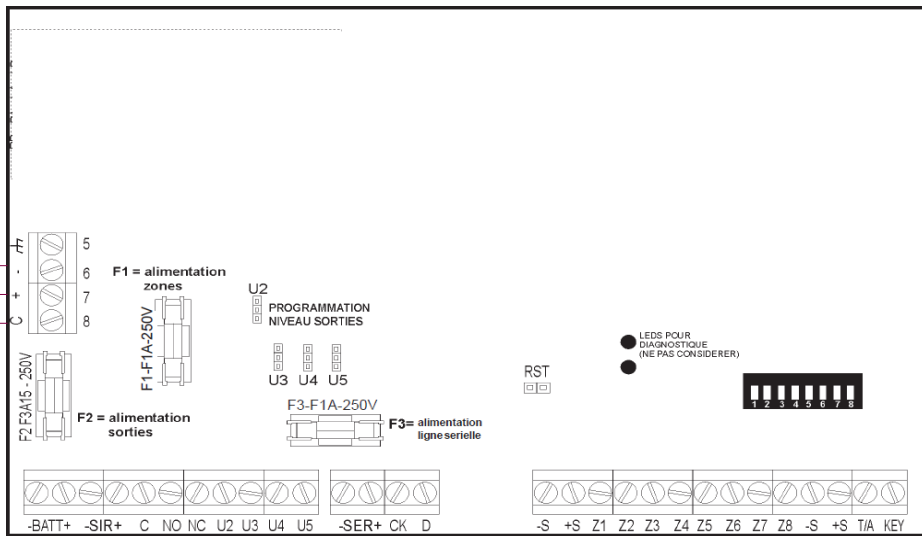 5
- 6
+ 7
C 8
F1 = alimentation
zones
F1-F1A-250V
U2
PROGRAMMATION
NIVEAU SORTIES
U3 U4 U5
LEDS POUR
DIAGNOSTIQUE
(NE PAS CONSIDERER)
RST
F2 F3A15 - 250V
F2 = alimentation
sorties
F3-F1A-250V
F3= alimentation
ligne serielle
1 2 3 4 5 6 7 8
-BATT+ -SIR+ C NO NC U2 U3 U4 U5
-SER+ CK D
-S +S Z1 Z2 Z3 Z4 Z5 Z6 Z7 Z8 -S +S T/A KEY